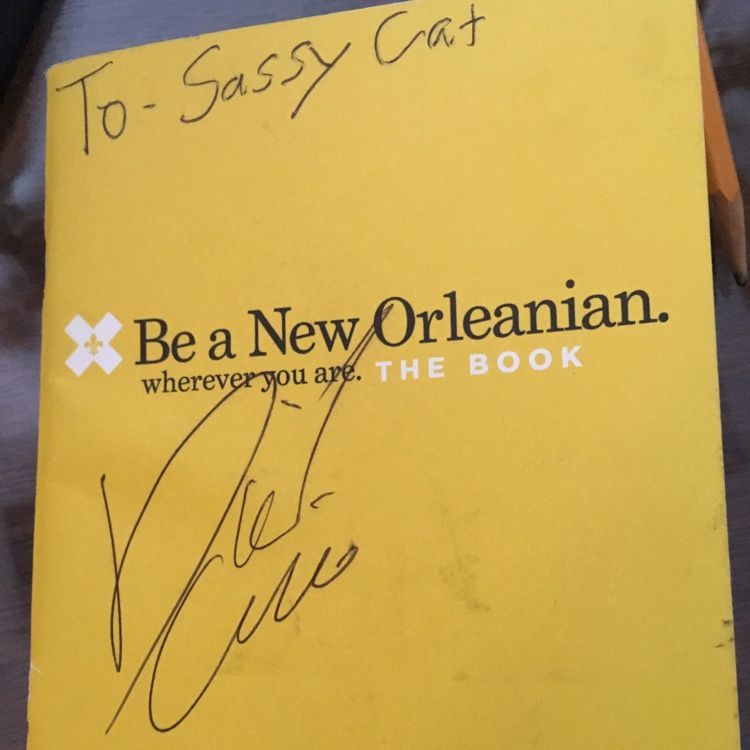 To - Sassy Cat
Be a New Orleanian.
wherever you are. THE BOOK